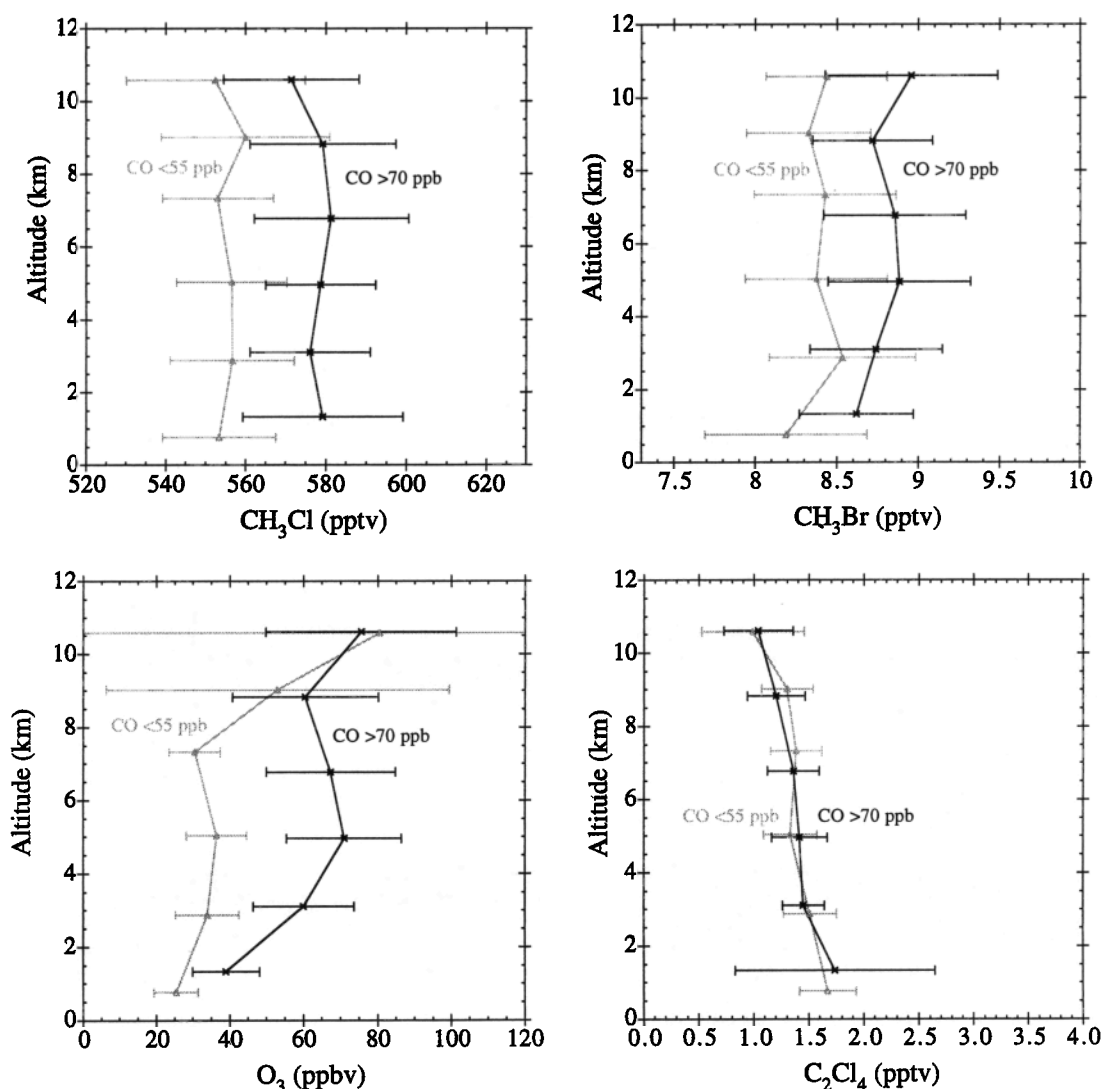 12
10
8
6
4
2
0
Altitude (km)
CO <55 ppb
CO >70 ppb
520 540 560 580 600 620
CH₃Cl (pptv)
12
10
8
6
4
2
0
Altitude (km)
CO <55 ppb
CO >70 ppb
7.5 8 8.5 9 9.5 10
CH₃Br (pptv)
12
10
8
6
4
2
0
Altitude (km)
CO <55 ppb
CO >70 ppb
0 20 40 60 80 100 120
O₃ (ppbv)
12
10
8
6
4
2
0
Altitude (km)
CO <55 ppb
CO >70 ppb
0.0 0.5 1.0 1.5 2.0 2.5 3.0 3.5 4.0
C₂Cl₄ (pptv)